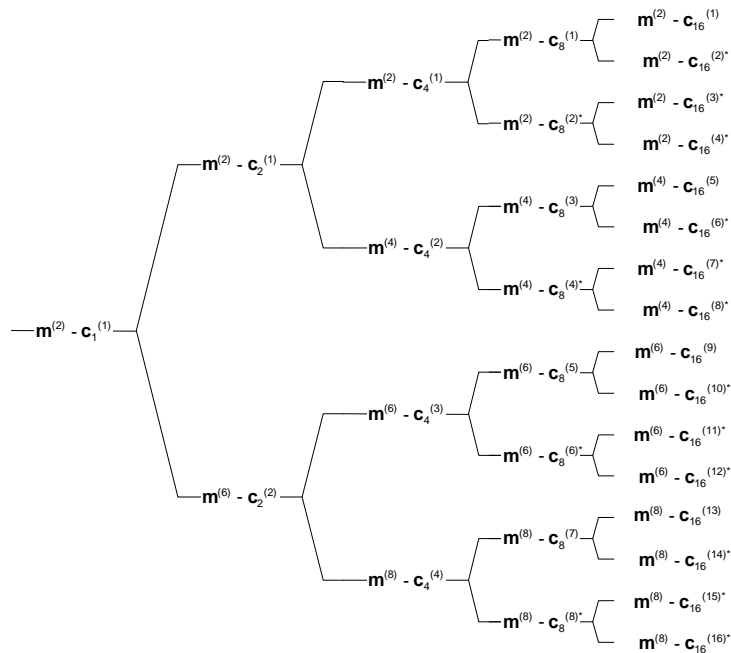 m(2) - c1(1)
m(2) - c2(1)
m(6) - c2(2)
m(2) - c4(1)
m(4) - c4(2)
m(6) - c4(3)
m(8) - c4(4)
m(2) - c8(1)
m(2) - c8(2)*
m(4) - c8(3)
m(4) - c8(4)*
m(6) - c8(5)
m(6) - c8(6)*
m(8) - c8(7)
m(8) - c8(8)*
m(2) - c16(1)
m(2) - c16(2)*
m(2) - c16(3)*
m(2) - c16(4)*
m(4) - c16(5)
m(4) - c16(6)*
m(4) - c16(7)*
m(4) - c16(8)*
m(6) - c16(9)
m(6) - c16(10)*
m(6) - c16(11)*
m(6) - c16(12)*
m(8) - c16(13)
m(8) - c16(14)*
m(8) - c16(15)*
m(8) - c16(16)*